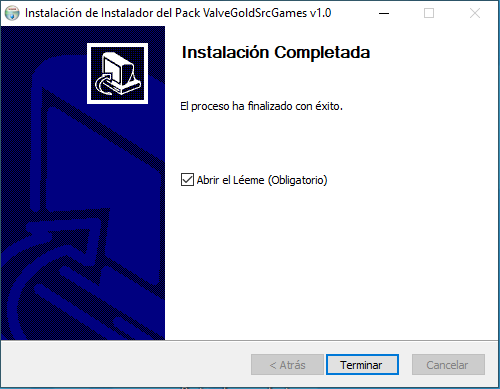 Instalación de Instalador del Pack ValveGoldSrcGames v1.0
Instalación Completada
El proceso ha finalizado con éxito.
Abrir el Léeme (Obligatorio)
< Atrás
Terminar
Cancelar